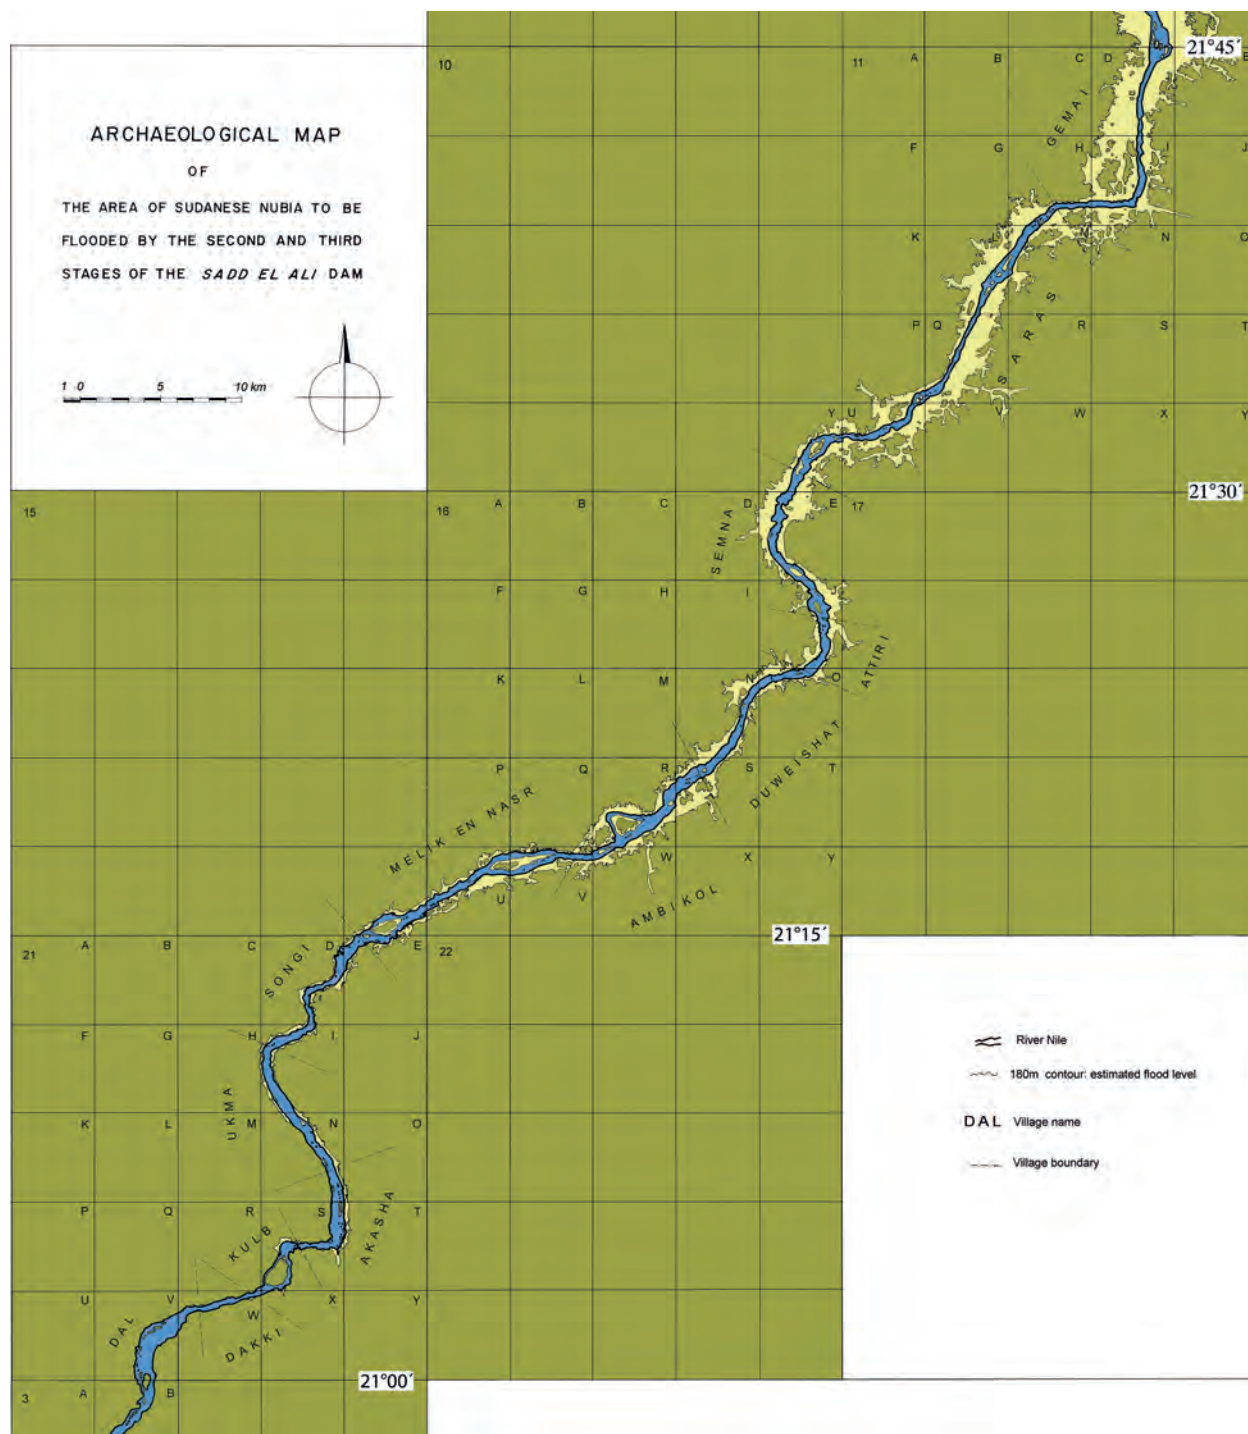 ARCHAEOLOGICAL MAP
OF
THE AREA OF SUDANESE NUBIA TO BE
FLOODED BY THE SECOND AND THIRD
STAGES OF THE SADD EL ALI DAM
1 0 5 10 km
10
11 A B C D E
21°45′
GEMAI
F G H I J
K L M N O
SARAS
P Q R S T
Y U V W X Y
21°30′
15
16 A B C D E
17
SEMNA
F G H I
ATTIRI
K L M N O
DUWEISHAT
P Q R S T
MELIK EN NASR
U V W X Y
AMBIKOL
21°15′
21 A B C D E
22
SONGI
F G H I J
UKMA
K L M N O
P Q R S T
AKASHA
KULB
U V W X Y
DAL
DAKKI
21°00′
3 A B
River Nile
180m contour: estimated flood level
DAL Village name
Village boundary